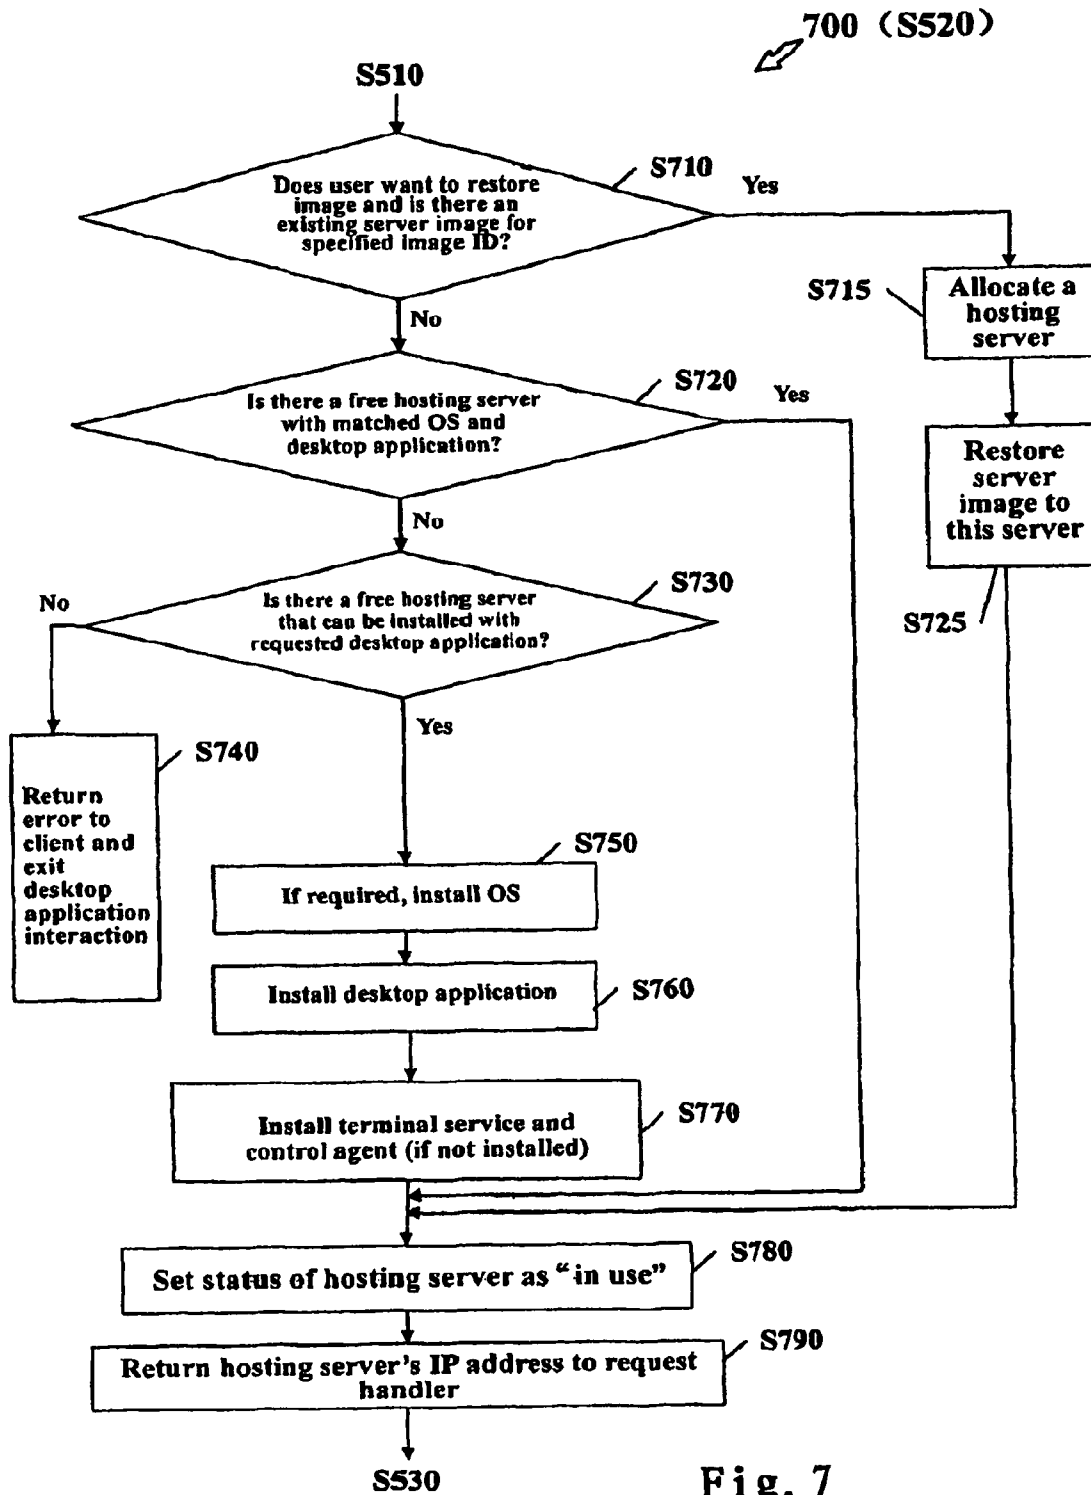 700 (S520)
S510
Does user want to restore
image and is there an
existing server image for
specified image ID?
S710
Yes
No
S715
Allocate a
hosting
server
Is there a free hosting server
with matched OS and
desktop application?
S720
Yes
No
Restore
server
image to
this server
S725
Is there a free hosting server
that can be installed with
requested desktop application?
S730
No
Yes
Return
error to
client and
exit
desktop
application
interaction
S740
S750
If required, install OS
Install desktop application
S760
Install terminal service and
control agent (if not installed)
S770
Set status of hosting server as "in use"
S780
Return hosting server's IP address to request
handler
S790
S530
Fig. 7